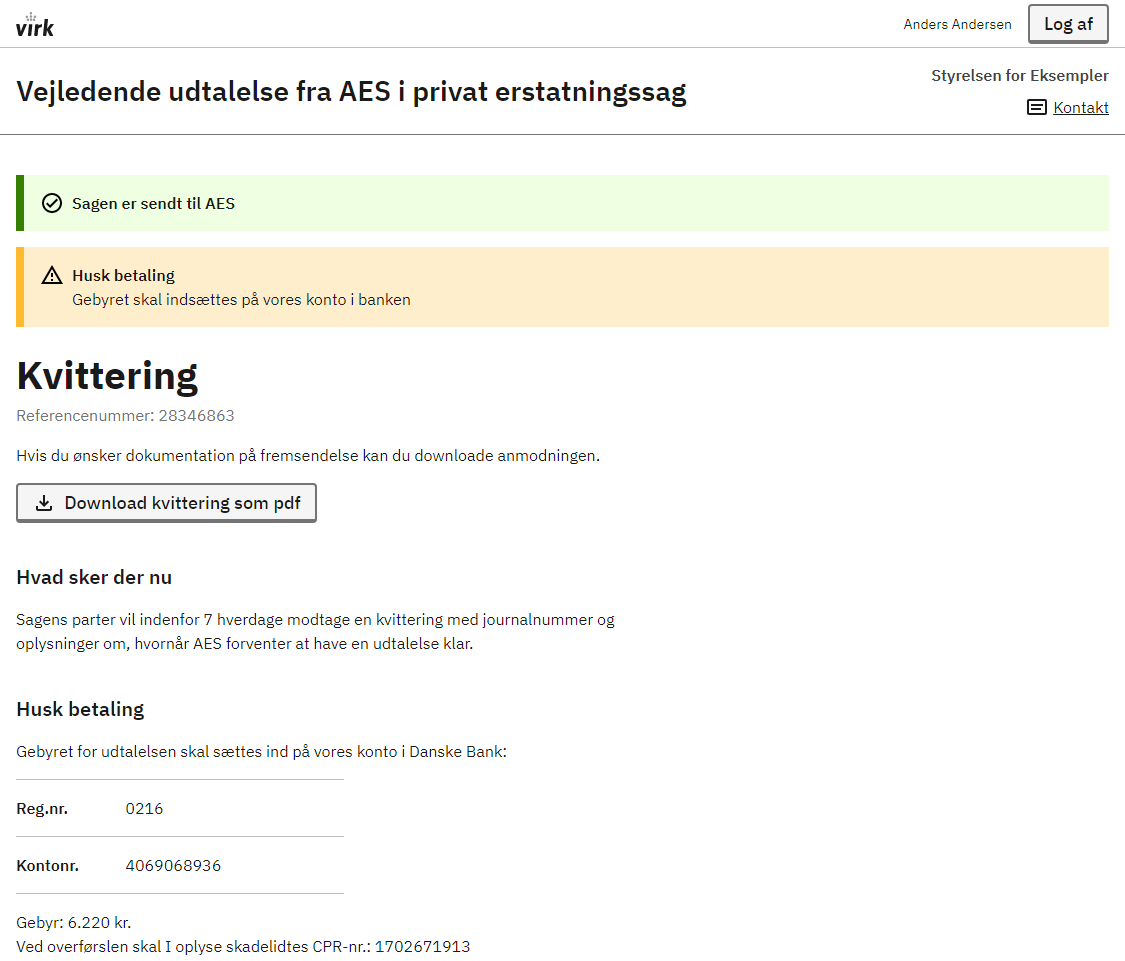 virk
Anders Andersen
Log af
Vejledende udtalelse fra AES i privat erstatningssag
Styrelsen for Eksempler
Kontakt
Sagen er sendt til AES
Husk betaling
Gebyret skal indsættes på vores konto i banken
Kvittering
Referencenummer: 28346863
Hvis du ønsker dokumentation på fremsendelse kan du downloade anmodningen.
Download kvittering som pdf
Hvad sker der nu
Sagens parter vil indenfor 7 hverdage modtage en kvittering med journalnummer og
oplysninger om, hvornår AES forventer at have en udtalelse klar.
Husk betaling
Gebyret for udtalelsen skal sættes ind på vores konto i Danske Bank:
Reg.nr. 0216
Kontonr. 4069068936
Gebyr: 6.220 kr.
Ved overførslen skal I oplyse skadelidtes CPR-nr.: 1702671913